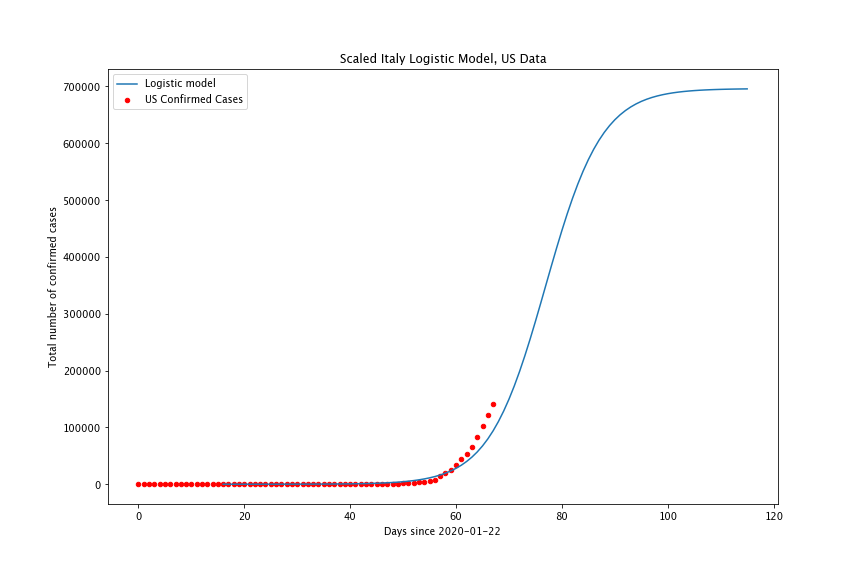 Scaled Italy Logistic Model, US Data
Logistic model
US Confirmed Cases
Total number of confirmed cases
700000
600000
500000
400000
300000
200000
100000
0
0 20 40 60 80 100 120
Days since 2020-01-22